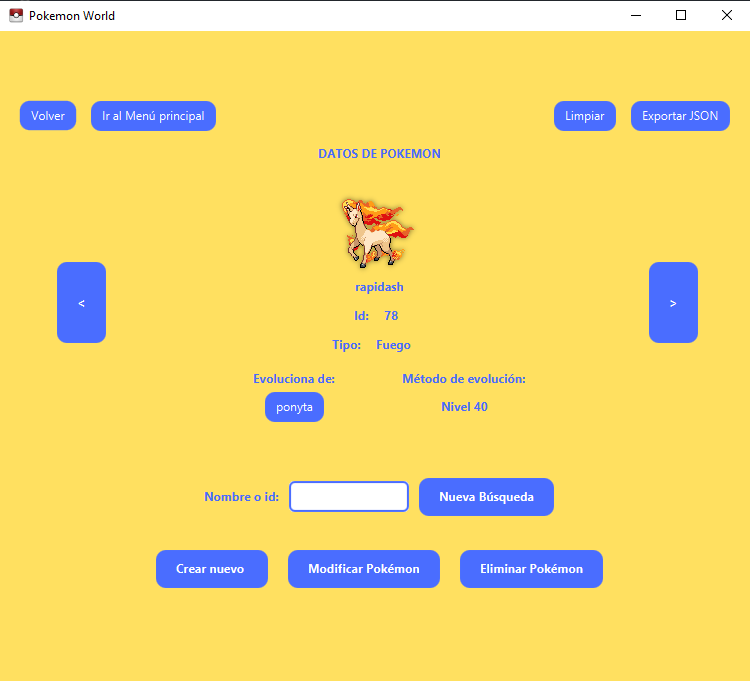 Pokemon World
Volver
Ir al Menú principal
Limpiar
Exportar JSON
DATOS DE POKEMON
rapidash
<
>
Id: 78
Tipo: Fuego
Evoluciona de: Método de evolución:
ponyta Nivel 40
Nombre o id:
Nueva Búsqueda
Crear nuevo
Modificar Pokémon
Eliminar Pokémon